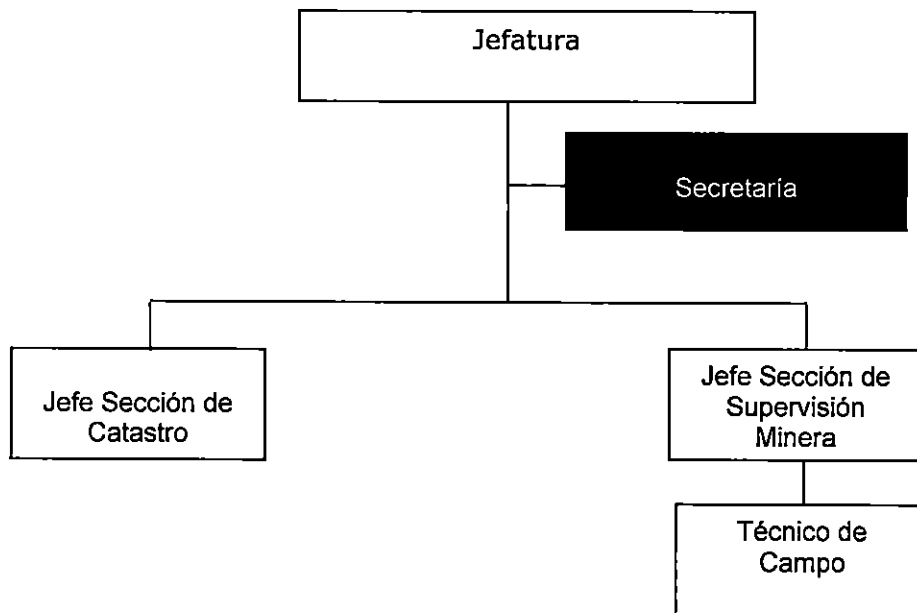 Jefatura
Secretaría
Jefe Sección de
Catastro
Jefe Sección de
Supervisión
Minera
Técnico de
Campo